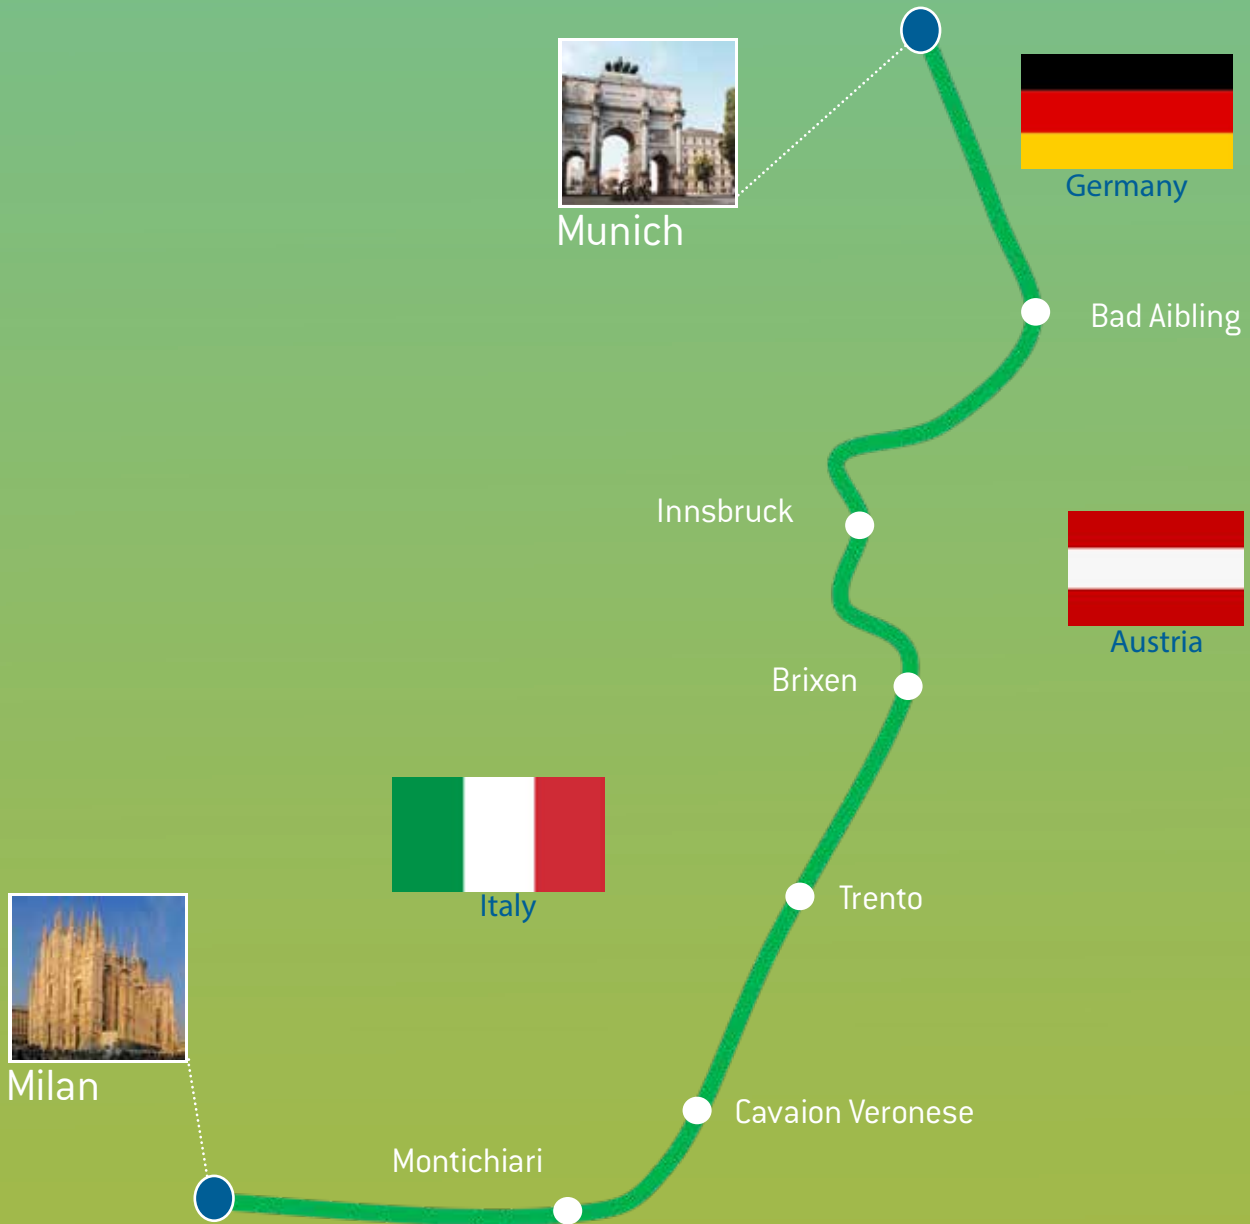 Germany
Munich
Bad Aibling
Innsbruck
Austria
Brixen
Trento
Italy
Milan
Cavaion Veronese
Montichiari